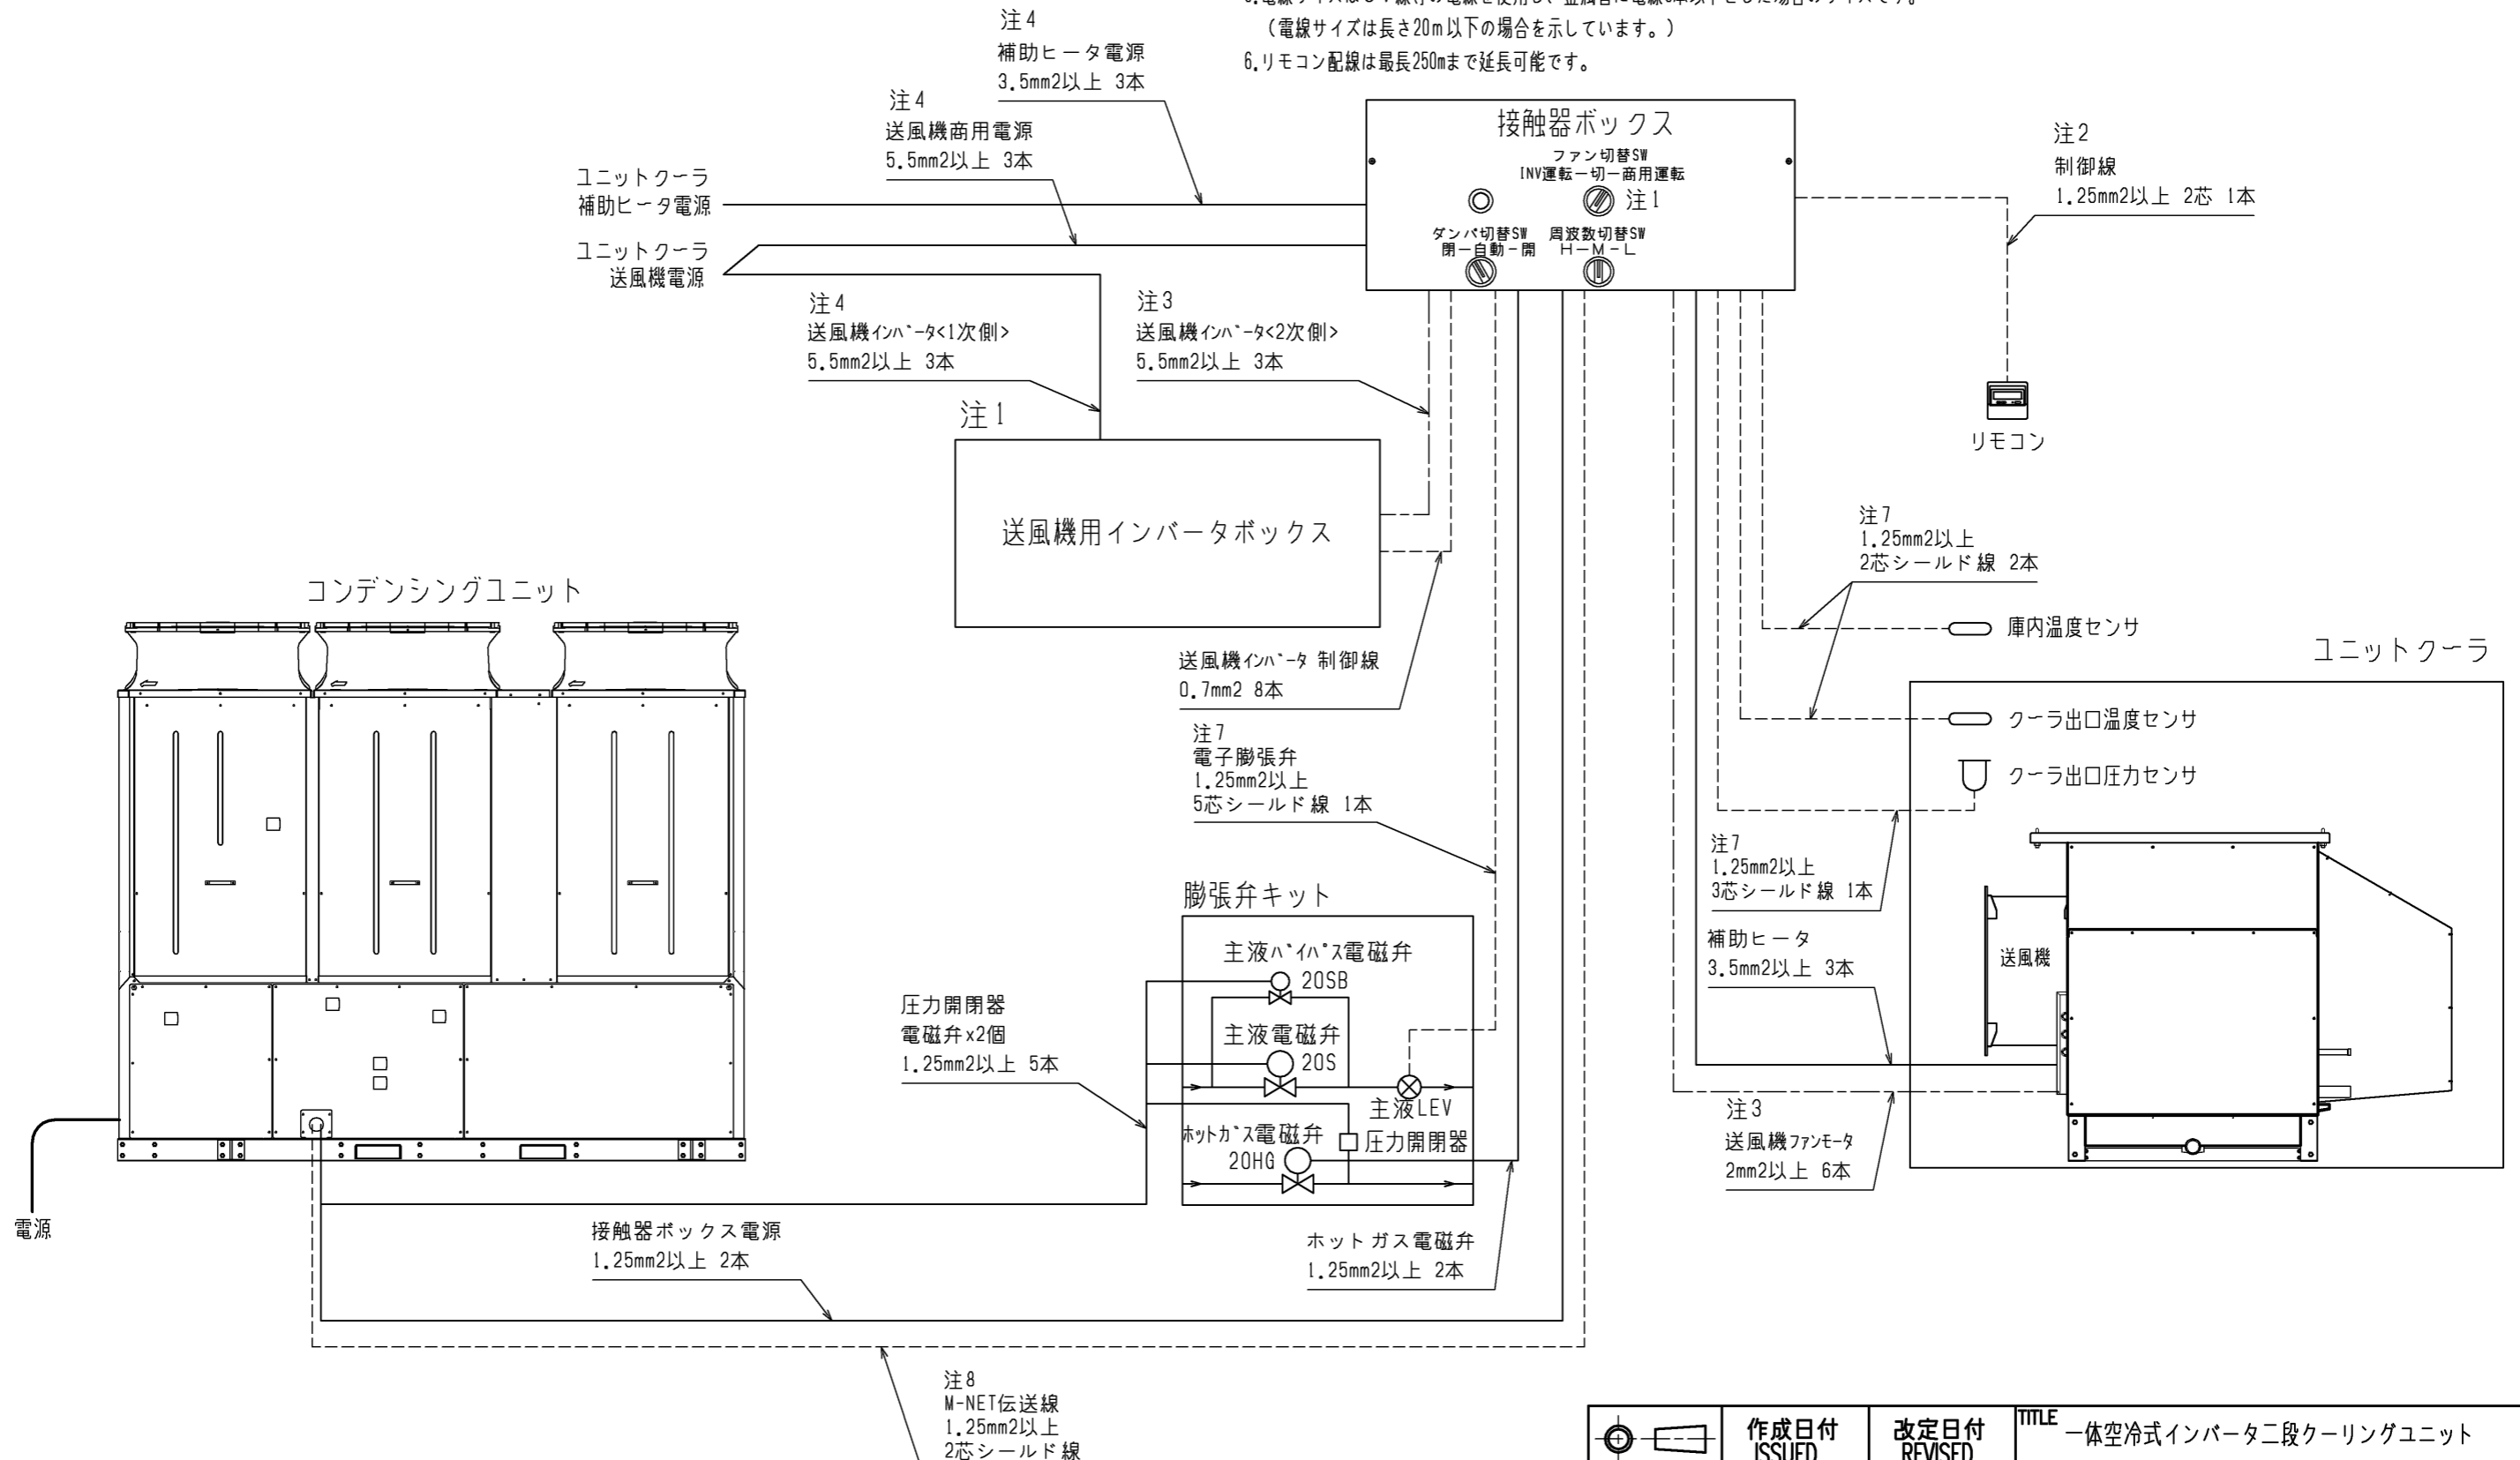 (電線サイズは長さ20m以下の場合を示しています。)
6.リモコン配線は最長250mまで延長可能です。
注4
補助ヒータ電源
3.5mm2以上 3本
注4
送風機商用電源
5.5mm2以上 3本
ユニットクーラ
補助ヒータ電源
ユニットクーラ
送風機電源
接触器ボックス
ファン切替SW
INV運転ー切ー商用運転
注1
ダンパ切替SW
閉ー自動-開
周波数切替SW
H-M-L
注2
制御線
1.25mm2以上 2芯 1本
リモコン
注4
送風機インバータ<1次側>
5.5mm2以上 3本
注3
送風機インバータ<2次側>
5.5mm2以上 3本
注1
送風機用インバータボックス
送風機インバータ 制御線
0.7mm2 8本
注7
1.25mm2以上
2芯シールド線 2本
庫内温度センサ
ユニットクーラ
クーラ出口温度センサ
クーラ出口圧力センサ
注7
1.25mm2以上
3芯シールド線 1本
補助ヒータ
3.5mm2以上 3本
送風機
注3
送風機ファンモータ
2mm2以上 6本
コンデンシングユニット
電源
注7
電子膨張弁
1.25mm2以上
5芯シールド線 1本
膨張弁キット
主液バイパス電磁弁
20SB
主液電磁弁
20S
主液LEV
ホットガス電磁弁
20HG
圧力開閉器
圧力開閉器
電磁弁x2個
1.25mm2以上 5本
接触器ボックス電源
1.25mm2以上 2本
ホットガス電磁弁
1.25mm2以上 2本
注8
M-NET伝送線
1.25mm2以上
2芯シールド線
作成日付
ISSUED
改定日付
REVISED
TITLE
一体空冷式インバータ二段クーリングユニット